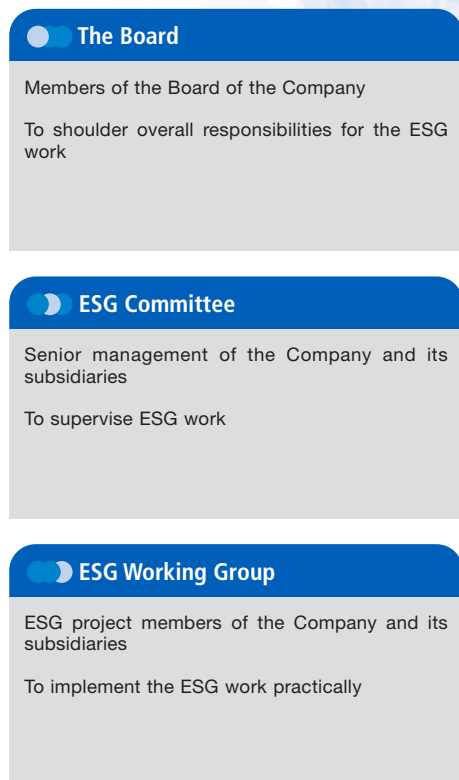 The Board
Members of the Board of the Company
To shoulder overall responsibilities for the ESG
work
ESG Committee
Senior management of the Company and its
subsidiaries
To supervise ESG work
ESG Working Group
ESG project members of the Company and its
subsidiaries
To implement the ESG work practically